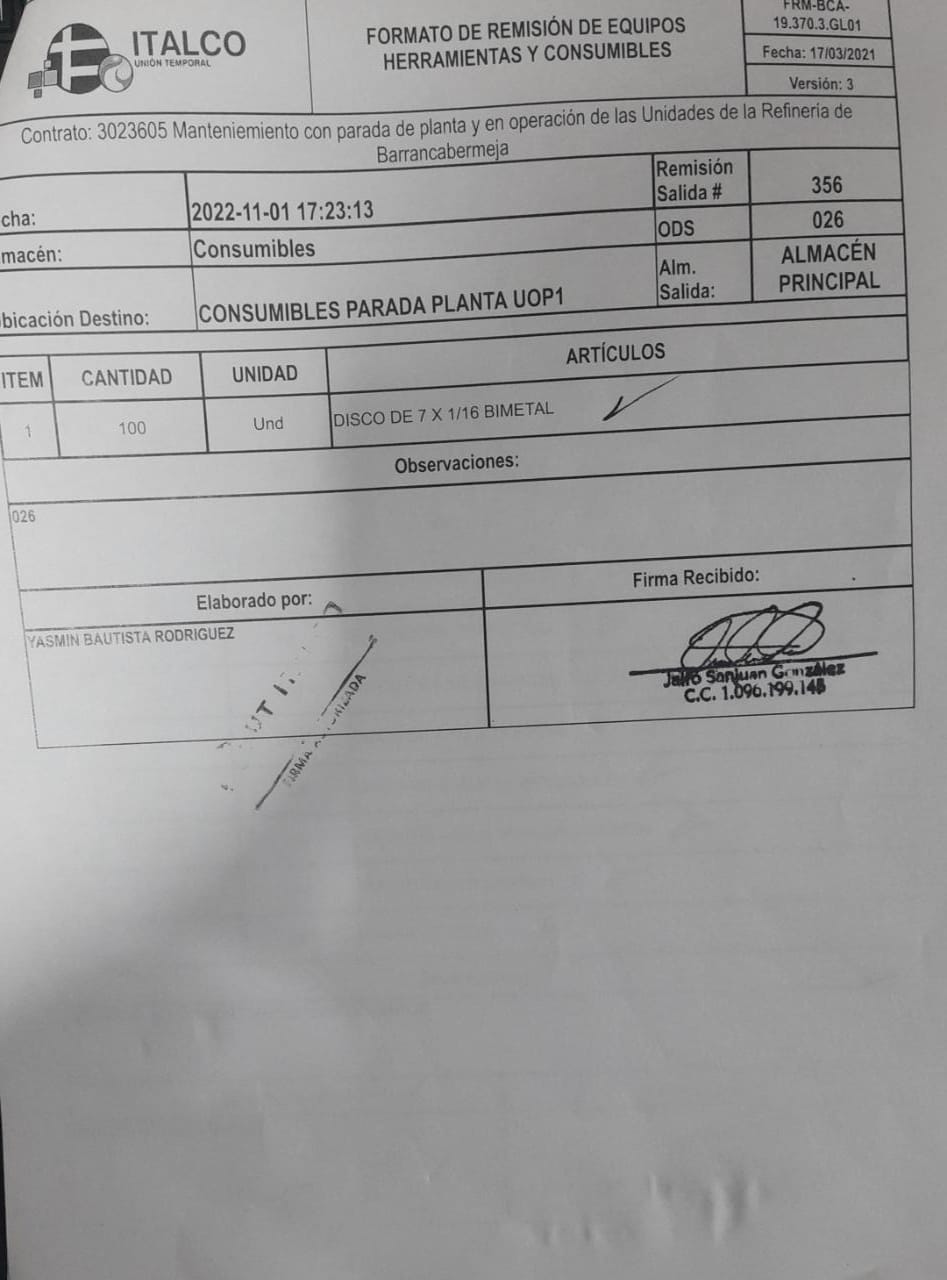 ITALCO
UNIÓN TEMPORAL
FORMATO DE REMISIÓN DE EQUIPOS
HERRAMIENTAS Y CONSUMIBLES
FRM-BCA-
19.370.3.GL01
Fecha: 17/03/2021
Versión: 3
Contrato: 3023605 Manteniemiento con parada de planta y en operación de las Unidades de la Refinería de
Barrancabermeja
cha:
2022-11-01 17:23:13
Remisión
Salida #
356
macén:
Consumibles
ODS
026
bicación Destino:
CONSUMIBLES PARADA PLANTA UOP1
Alm.
Salida:
ALMACÉN
PRINCIPAL
ITEM CANTIDAD UNIDAD ARTÍCULOS
1 100 Und DISCO DE 7 X 1/16 BIMETAL
Observaciones:
026
Elaborado por:
Firma Recibido:
YASMIN BAUTISTA RODRIGUEZ
UT
FIRMA
Jairo Sanjuan González
C.C. 1.096.199.145